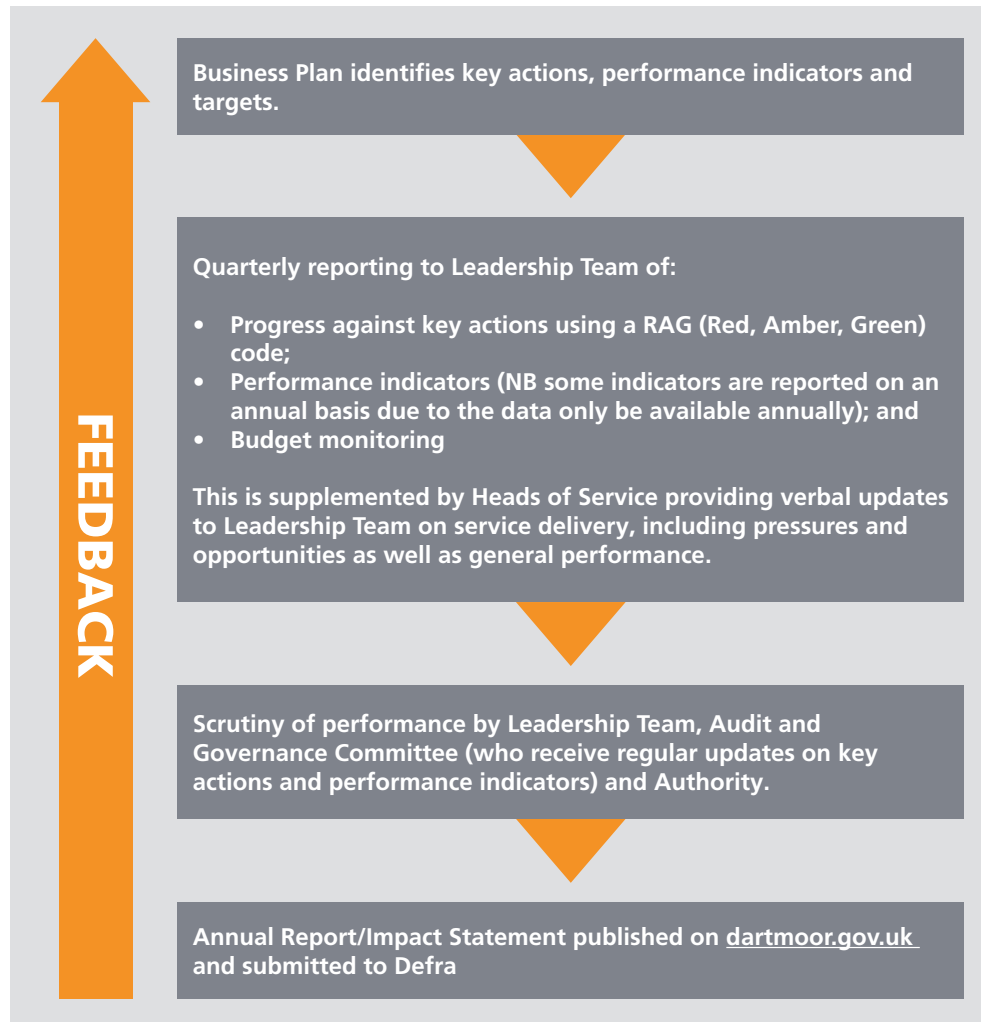 Business Plan identifies key actions, performance indicators and
targets.
Quarterly reporting to Leadership Team of:
• Progress against key actions using a RAG (Red, Amber, Green)
code;
• Performance indicators (NB some indicators are reported on an
annual basis due to the data only be available annually); and
• Budget monitoring
This is supplemented by Heads of Service providing verbal updates
to Leadership Team on service delivery, including pressures and
opportunities as well as general performance.
Scrutiny of performance by Leadership Team, Audit and
Governance Committee (who receive regular updates on key
actions and performance indicators) and Authority.
Annual Report/Impact Statement published on dartmoor.gov.uk
and submitted to Defra
FEEDBACK